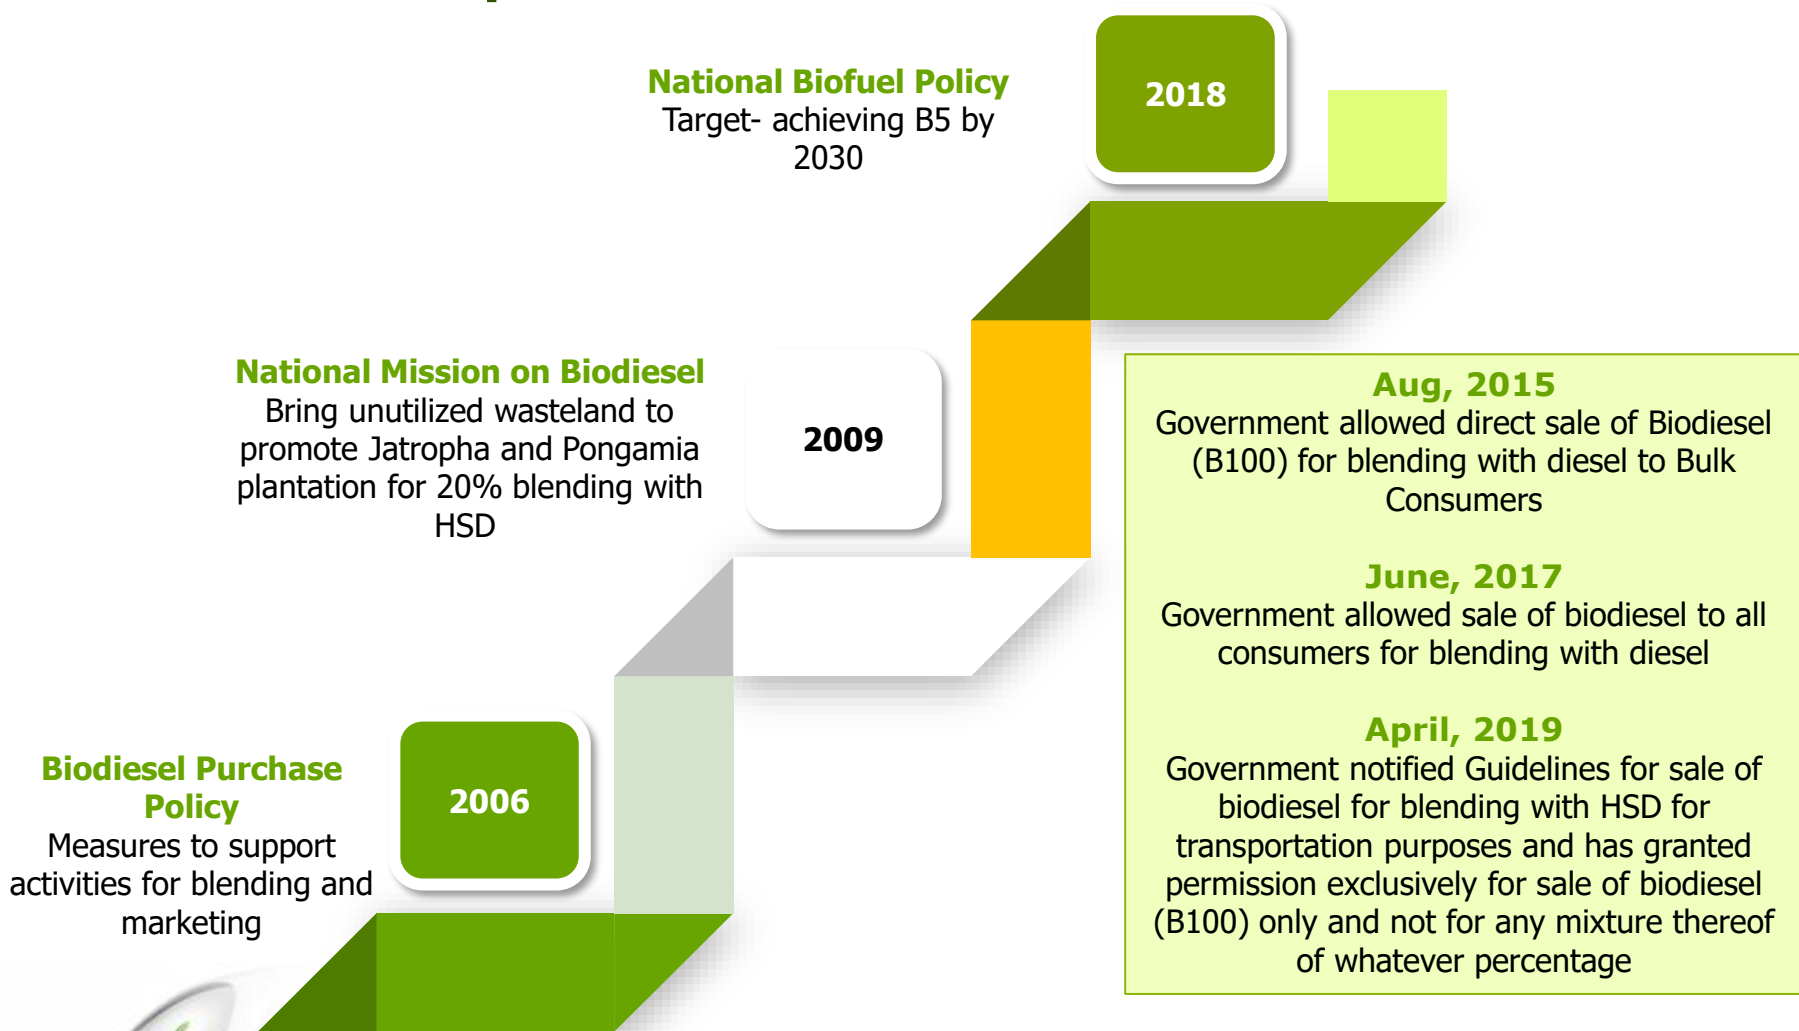 National Biofuel Policy
Target- achieving B5 by
2030
2018
National Mission on Biodiesel
Bring unutilized wasteland to
promote Jatropha and Pongamia
plantation for 20% blending with
HSD
2009
Biodiesel Purchase
Policy
Measures to support
activities for blending and
marketing
2006
Aug, 2015
Government allowed direct sale of Biodiesel
(B100) for blending with diesel to Bulk
Consumers
June, 2017
Government allowed sale of biodiesel to all
consumers for blending with diesel
April, 2019
Government notified Guidelines for sale of
biodiesel for blending with HSD for
transportation purposes and has granted
permission exclusively for sale of biodiesel
(B100) only and not for any mixture thereof
of whatever percentage